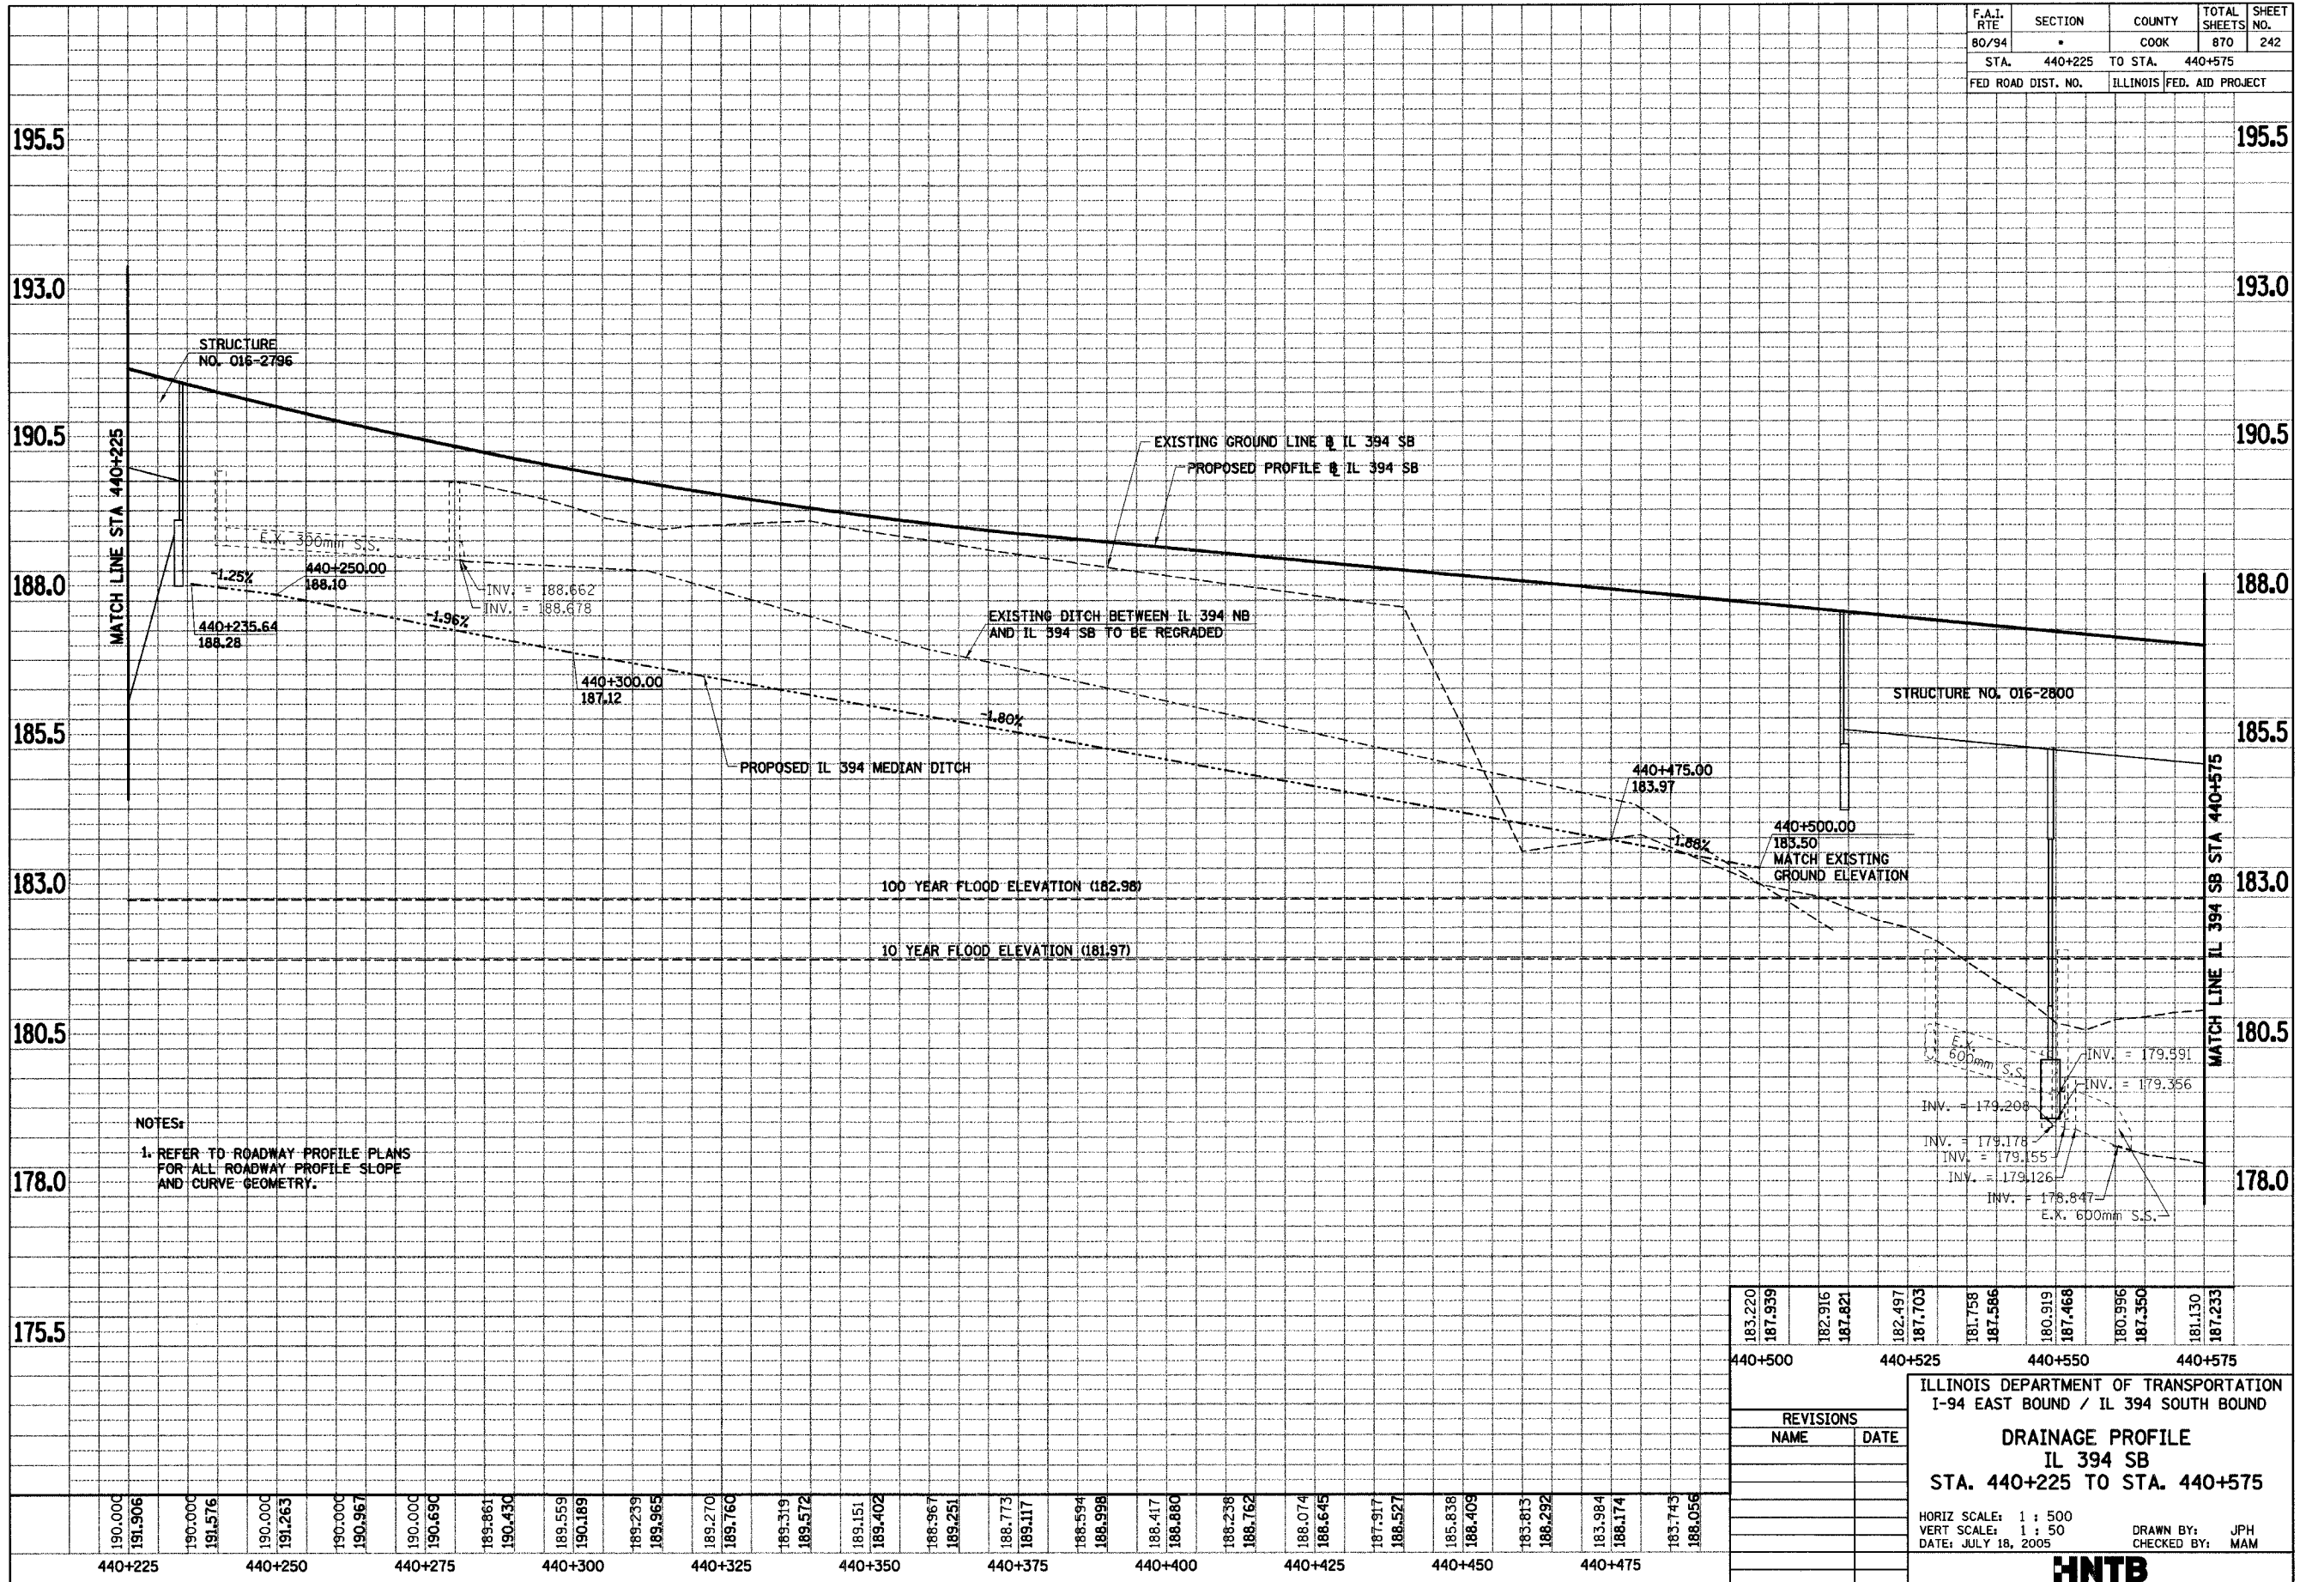 F.A.I. RTE SECTION COUNTY TOTAL SHEETS SHEET NO.
80/94 • COOK 870 242
STA. 440+225 TO STA. 440+575
FED ROAD DIST. NO. ILLINOIS FED. AID PROJECT
195.5 195.5
193.0 193.0
190.5 190.5
188.0 188.0
185.5 185.5
183.0 183.0
180.5 180.5
178.0 178.0
175.5
MATCH LINE STA 440+225
STRUCTURE
NO. 016-2796
E.X. 300mm S.S.
-1.25%
440+250.00
188.10
440+235.64
188.28
INV. = 188.662
INV. = 188.678
-1.96%
440+300.00
187.12
EXISTING GROUND LINE ℄ IL 394 SB
PROPOSED PROFILE ℄ IL 394 SB
EXISTING DITCH BETWEEN IL 394 NB
AND IL 394 SB TO BE REGRADED
-1.80%
PROPOSED IL 394 MEDIAN DITCH
440+475.00
183.97
-1.88%
440+500.00
183.50
MATCH EXISTING
GROUND ELEVATION
STRUCTURE NO. 016-2800
MATCH LINE IL 394 SB STA 440+575
100 YEAR FLOOD ELEVATION (182.98)
10 YEAR FLOOD ELEVATION (181.97)
E.X.
600mm S.S.
INV. = 179.591
INV. = 179.356
INV. = 179.208
INV. = 179.178
INV. = 179.155
INV. = 179.126
INV. = 178.847
E.X. 600mm S.S.
NOTES:
1. REFER TO ROADWAY PROFILE PLANS
FOR ALL ROADWAY PROFILE SLOPE
AND CURVE GEOMETRY.
183.220 187.939
182.916 187.821
182.497 187.703
181.758 187.586
180.919 187.468
180.996 187.350
181.130 187.233
440+500 440+525 440+550 440+575
190.000 191.906
190.000 191.576
190.000 191.263
190.000 190.967
190.000 190.690
189.861 190.430
189.559 190.189
189.239 189.965
189.270 189.760
189.319 189.572
189.151 189.402
188.967 189.251
188.773 189.117
188.594 188.998
188.417 188.880
188.238 188.762
188.074 188.645
187.917 188.527
185.838 188.409
183.813 188.292
183.984 188.174
183.743 188.056
440+225 440+250 440+275 440+300 440+325 440+350 440+375 440+400 440+425 440+450 440+475
REVISIONS
NAME DATE
ILLINOIS DEPARTMENT OF TRANSPORTATION
I-94 EAST BOUND / IL 394 SOUTH BOUND
DRAINAGE PROFILE
IL 394 SB
STA. 440+225 TO STA. 440+575
HORIZ SCALE: 1 : 500
VERT SCALE: 1 : 50 DRAWN BY: JPH
DATE: JULY 18, 2005 CHECKED BY: MAM
HNTB